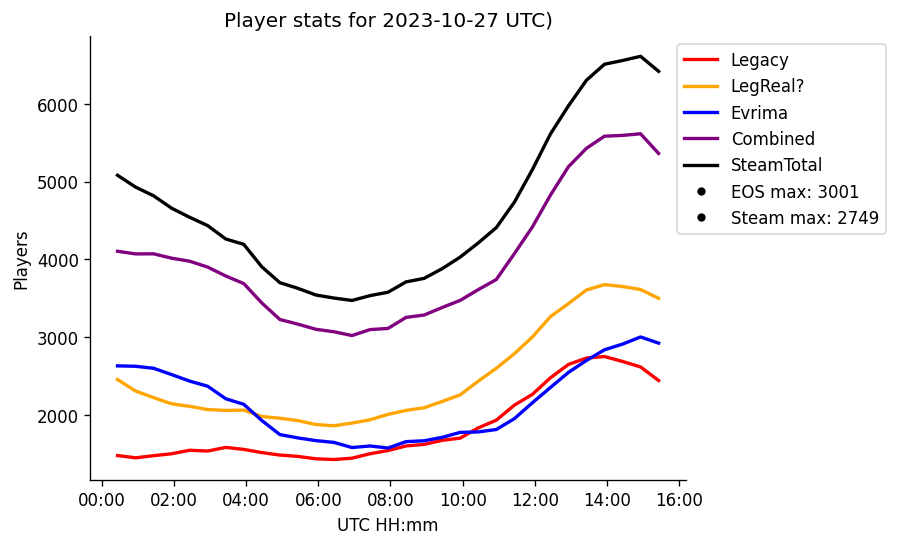 Player stats for 2023-10-27 UTC)
Legacy
LegReal?
Evrima
Combined
SteamTotal
EOS max: 3001
Steam max: 2749
Players
6000
5000
4000
3000
2000
00:00 02:00 04:00 06:00 08:00 10:00 12:00 14:00 16:00
UTC HH:mm